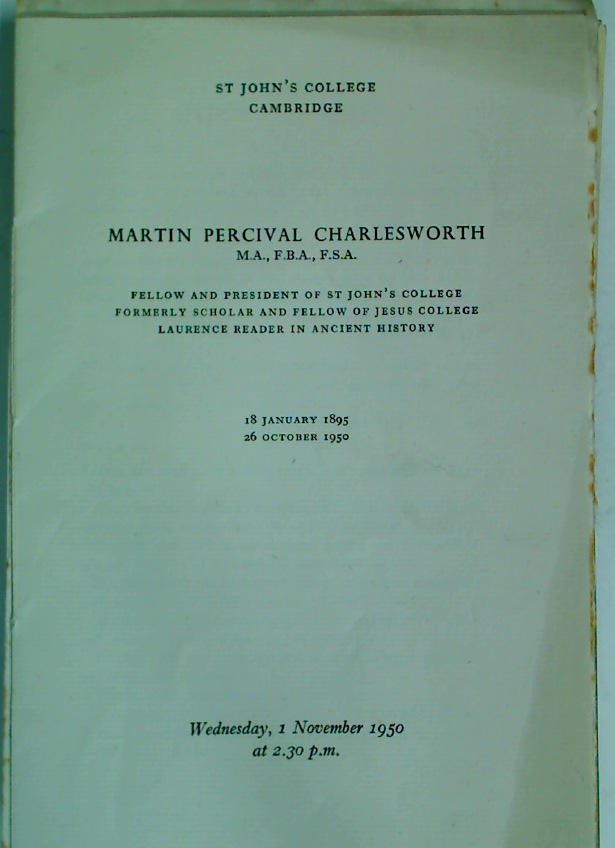 ST JOHN'S COLLEGE
CAMBRIDGE
MARTIN PERCIVAL CHARLESWORTH
M.A., F.B.A., F.S.A.
FELLOW AND PRESIDENT OF ST JOHN'S COLLEGE
FORMERLY SCHOLAR AND FELLOW OF JESUS COLLEGE
LAURENCE READER IN ANCIENT HISTORY
18 JANUARY 1895
26 OCTOBER 1950
Wednesday, 1 November 1950
at 2.30 p.m.